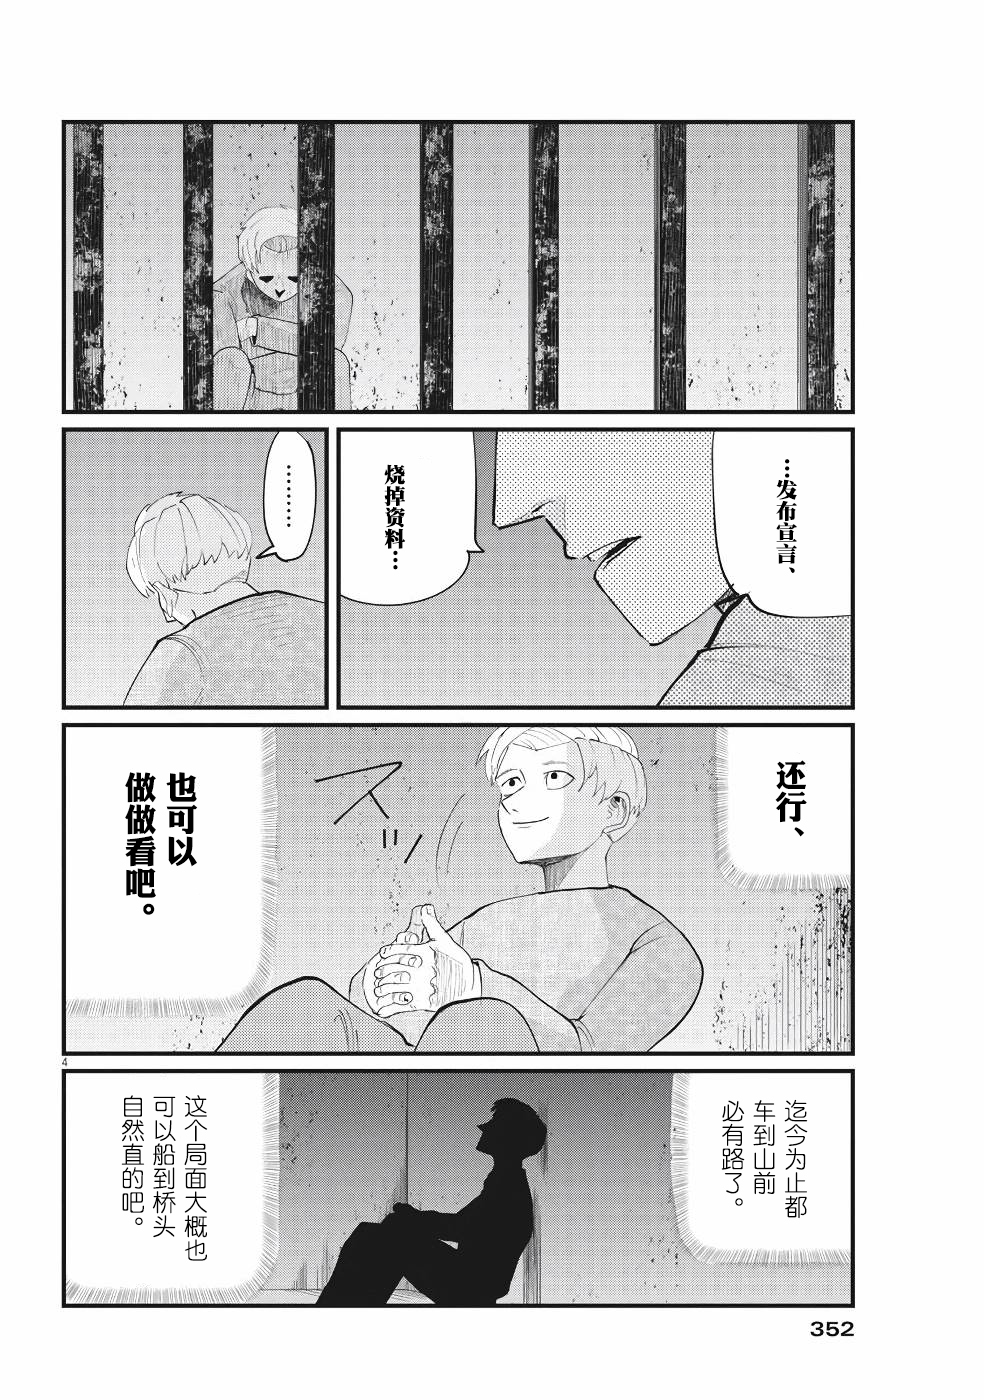 …发布宣言、
烧掉资料…
………
还行、
也可以
做做看吧。
4
迄今为止都
车到山前
必有路了。
这个局面大概也
可以船到桥头
自然直的吧。
352